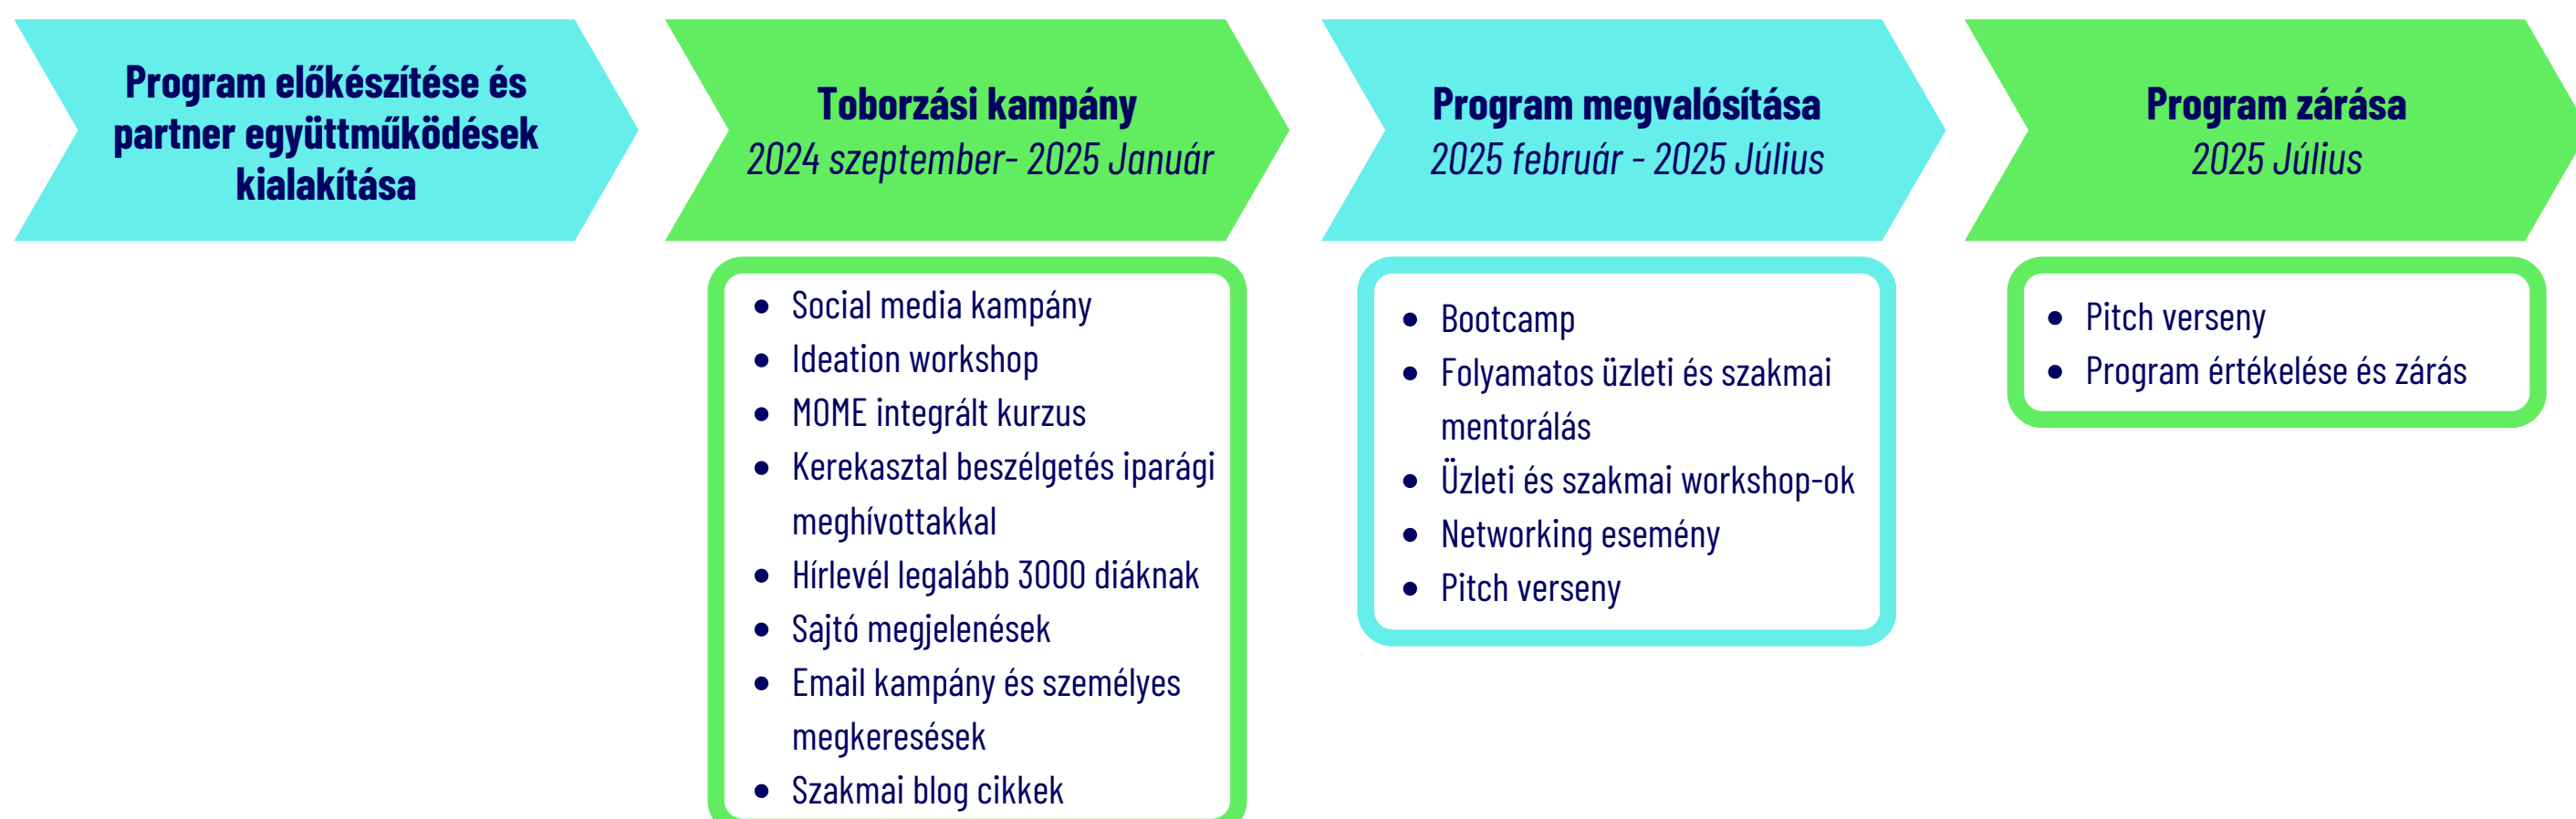 Program előkészítése és
partner együttműködések
kialakítása
Toborzási kampány
2024 szeptember- 2025 Január
• Social media kampány
• Ideation workshop
• MOME integrált kurzus
• Kerekasztal beszélgetés iparági
meghívottakkal
• Hírlevél legalább 3000 diáknak
• Sajtó megjelenések
• Email kampány és személyes
megkeresések
• Szakmai blog cikkek
Program megvalósítása
2025 február - 2025 Július
• Bootcamp
• Folyamatos üzleti és szakmai
mentorálás
• Üzleti és szakmai workshop-ok
• Networking esemény
• Pitch verseny
Program zárása
2025 Július
• Pitch verseny
• Program értékelése és zárás